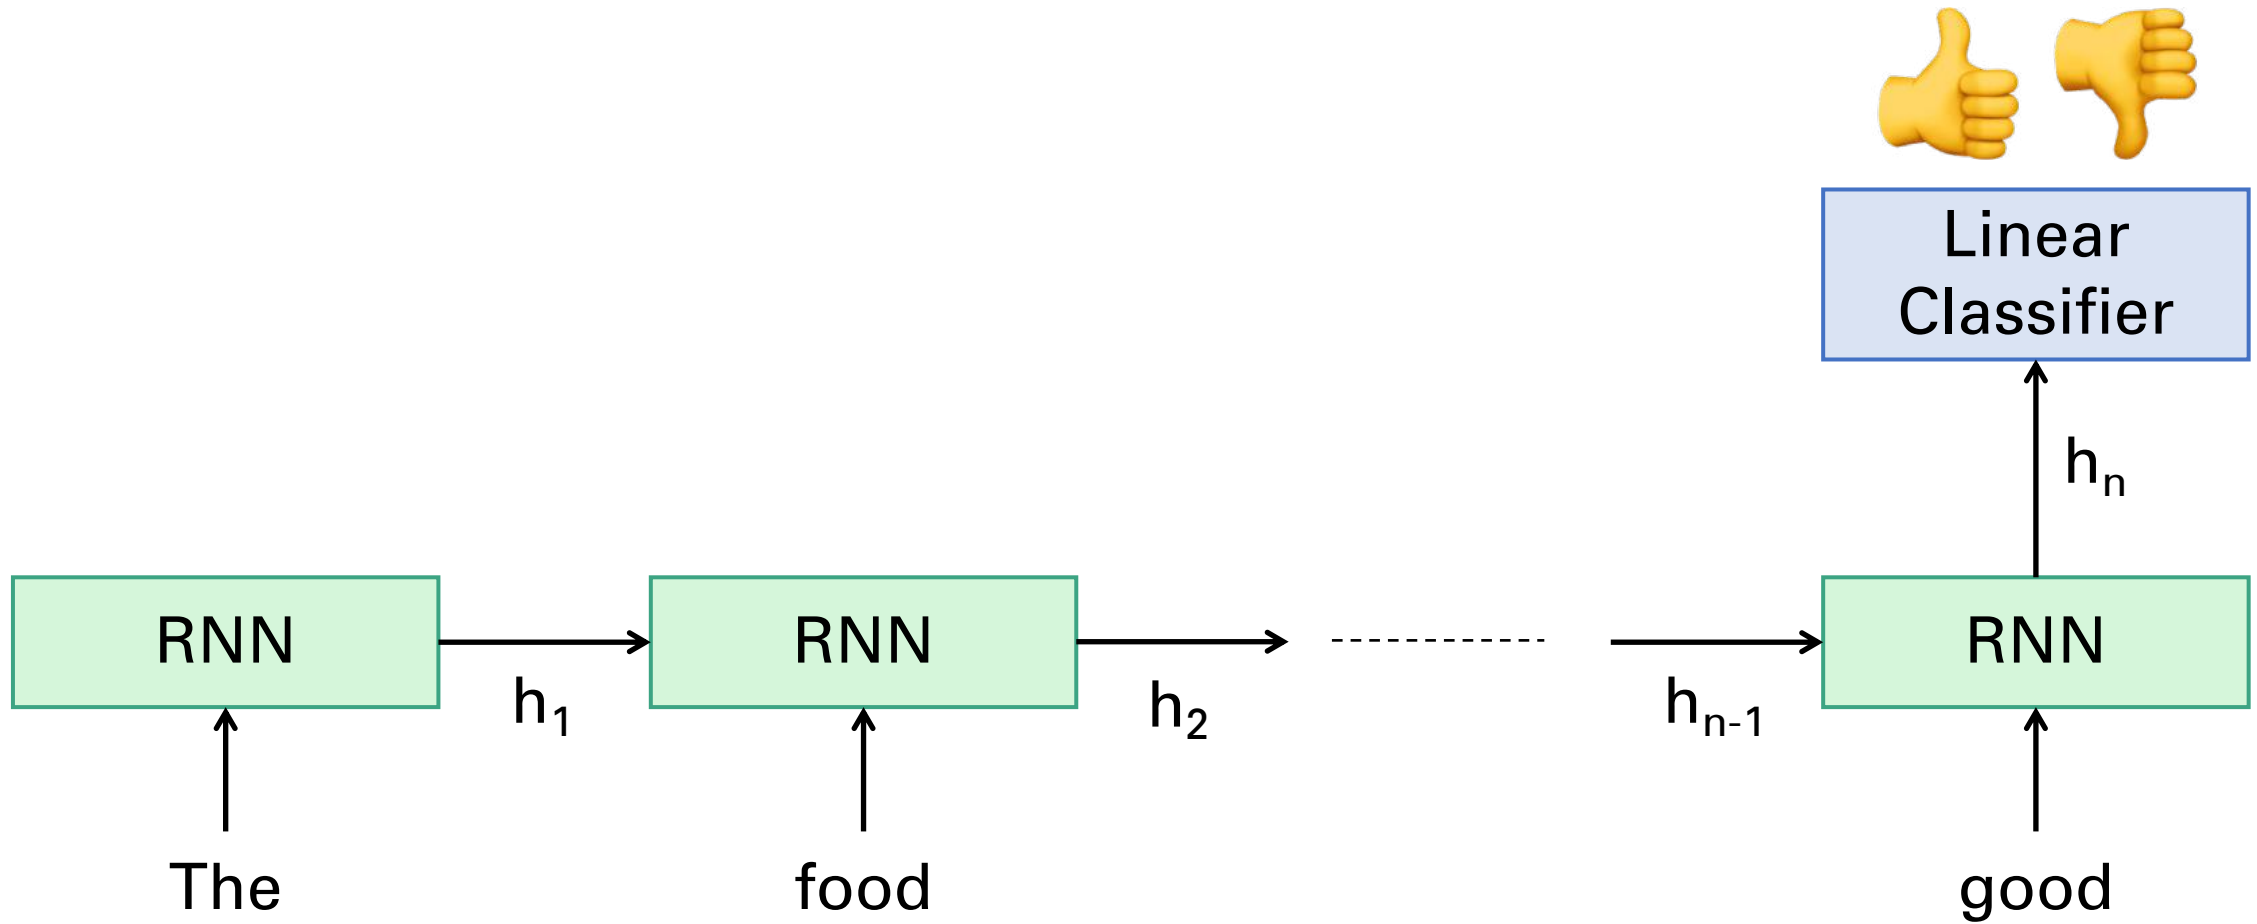 Linear
Classifier
hₙ
RNN
RNN
RNN
h₁
h₂
hₙ₋₁
The
food
good